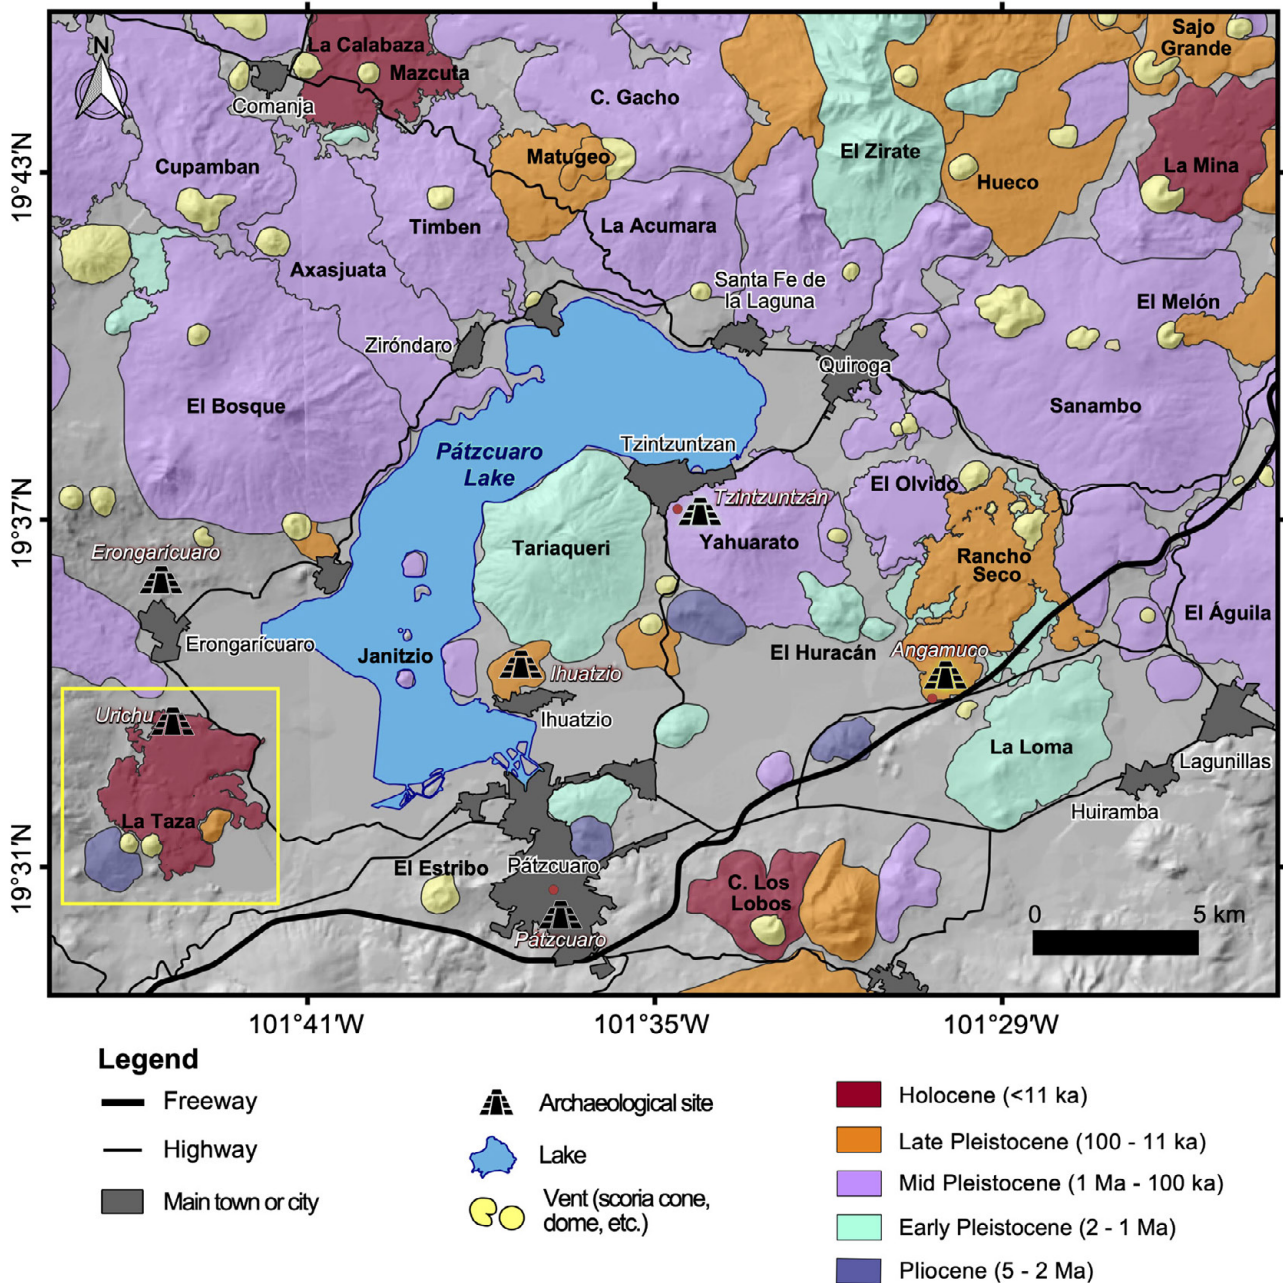 N
La Calabaza
Mazcuta
Comanja
C. Gacho
Sajo
Grande
El Zirate
Matugeo
Cupamban
Hueco
La Mina
19°43'N
Timben
La Acumara
Axasjuata
Santa Fe de
la Laguna
El Melón
Ziróndaro
Quiroga
El Bosque
Sanambo
Pátzcuaro
Lake
Tzintzuntzan
El Olvido
Tzintzuntzán
19°37'N
Erongarícuaro
Tariaqueri
Yahuarato
Rancho
Seco
El Águila
Erongarícuaro
Janitzio
El Huracán
Angamuco
Ihuatzio
Urichu
Ihuatzio
La Loma
Lagunillas
Huiramba
La Taza
19°31'N
El Estribo
Pátzcuaro
C. Los
Lobos
Pátzcuaro
0 5 km
101°41'W 101°35'W 101°29'W
Legend
Freeway
Highway
Main town or city
Archaeological site
Lake
Vent (scoria cone,
dome, etc.)
Holocene (<11 ka)
Late Pleistocene (100 - 11 ka)
Mid Pleistocene (1 Ma - 100 ka)
Early Pleistocene (2 - 1 Ma)
Pliocene (5 - 2 Ma)